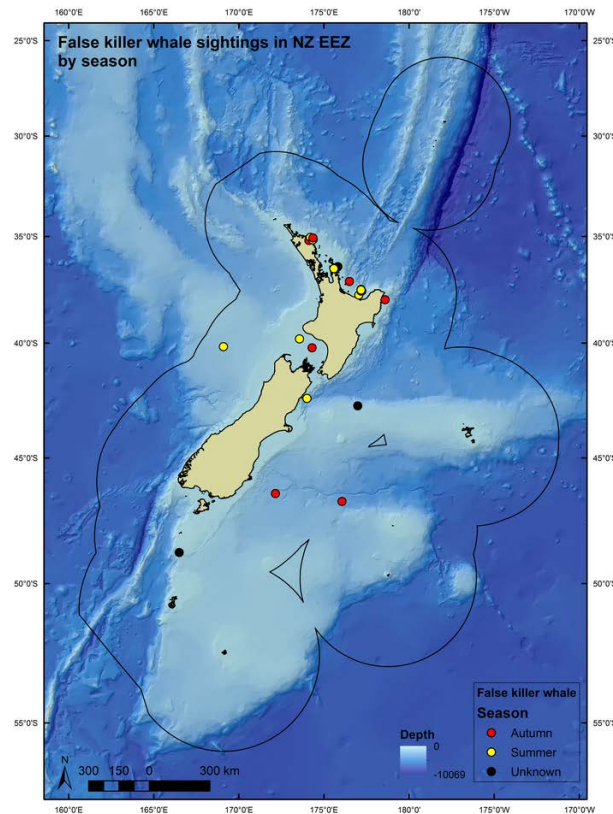 160°0'E 165°0'E 170°0'E 175°0'E 180°0' 175°0'W 170°0'W
False killer whale sightings in NZ EEZ
by season
25°0'S 25°0'S
30°0'S 30°0'S
35°0'S 35°0'S
40°0'S 40°0'S
45°0'S 45°0'S
50°0'S 50°0'S
55°0'S 55°0'S
False killer whale
Season
Autumn
Summer
Unknown
Depth
0
-10069
N
300 150 0 300 km
160°0'E 165°0'E 170°0'E 175°0'E 180°0' 175°0'W 170°0'W